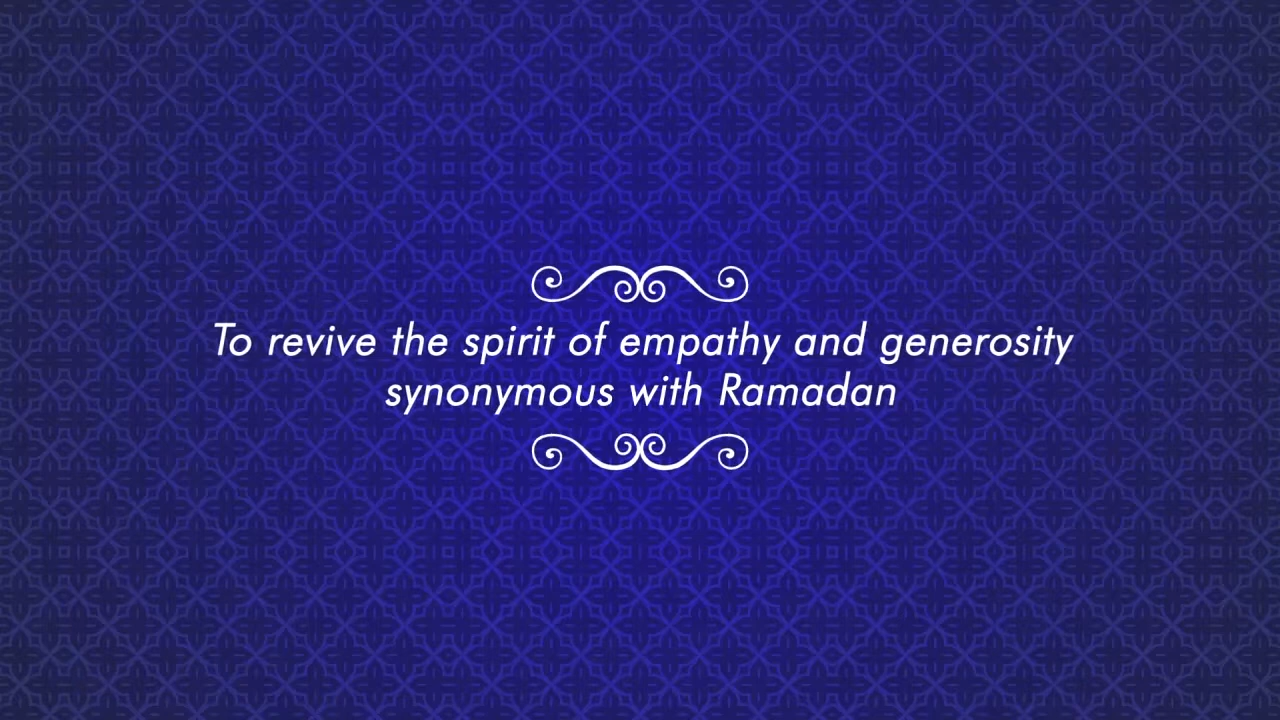 To revive the spirit of empathy and generosity
synonymous with Ramadan